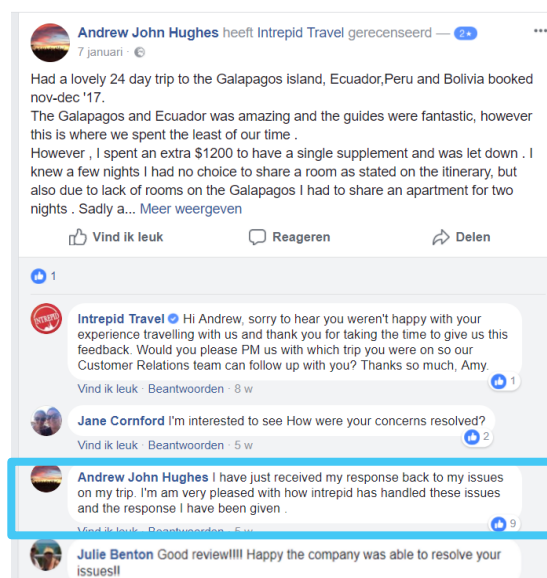 Andrew John Hughes heeft Intrepid Travel gerecenseerd — 2★
7 januari ·
Had a lovely 24 day trip to the Galapagos island, Ecuador,Peru and Bolivia booked
nov-dec '17.
The Galapagos and Ecuador was amazing and the guides were fantastic, however
this is where we spent the least of our time .
However , I spent an extra $1200 to have a single supplement and was let down . I
knew a few nights I had no choice to share a room as stated on the itinerary, but
also due to lack of rooms on the Galapagos I had to share an apartment for two
nights . Sadly a... Meer weergeven
Vind ik leuk Reageren Delen
1
INTREPID
Intrepid Travel Hi Andrew, sorry to hear you weren't happy with your
experience travelling with us and thank you for taking the time to give us this
feedback. Would you please PM us with which trip you were on so our
Customer Relations team can follow up with you? Thanks so much, Amy.
1
Vind ik leuk · Beantwoorden · 8 w
Jane Cornford I'm interested to see How were your concerns resolved?
2
Vind ik leuk · Beantwoorden · 5 w
Andrew John Hughes I have just received my response back to my issues
on my trip. I'm am very pleased with how intrepid has handled these issues
and the response I have been given .
9
Vind ik leuk · Beantwoorden · 5 w
Julie Benton Good review!!!! Happy the company was able to resolve your
issues!!